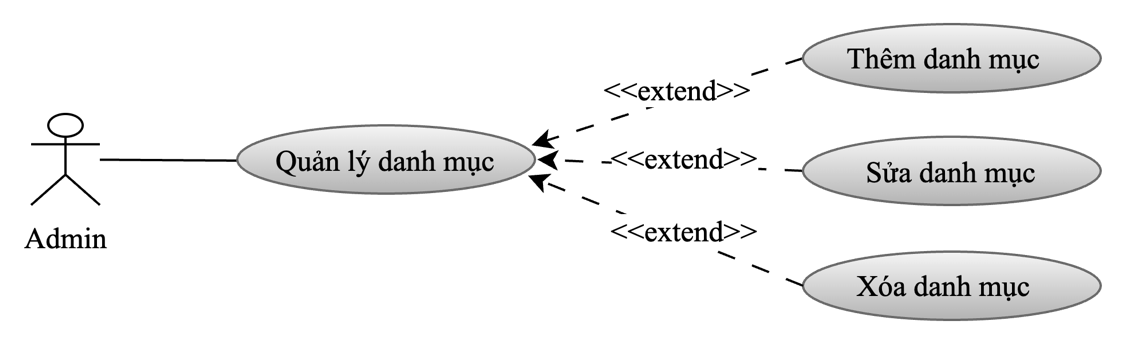 Thêm danh mục
<<extend>>
Quản lý danh mục
<<extend>>
Sửa danh mục
Admin
<<extend>>
Xóa danh mục